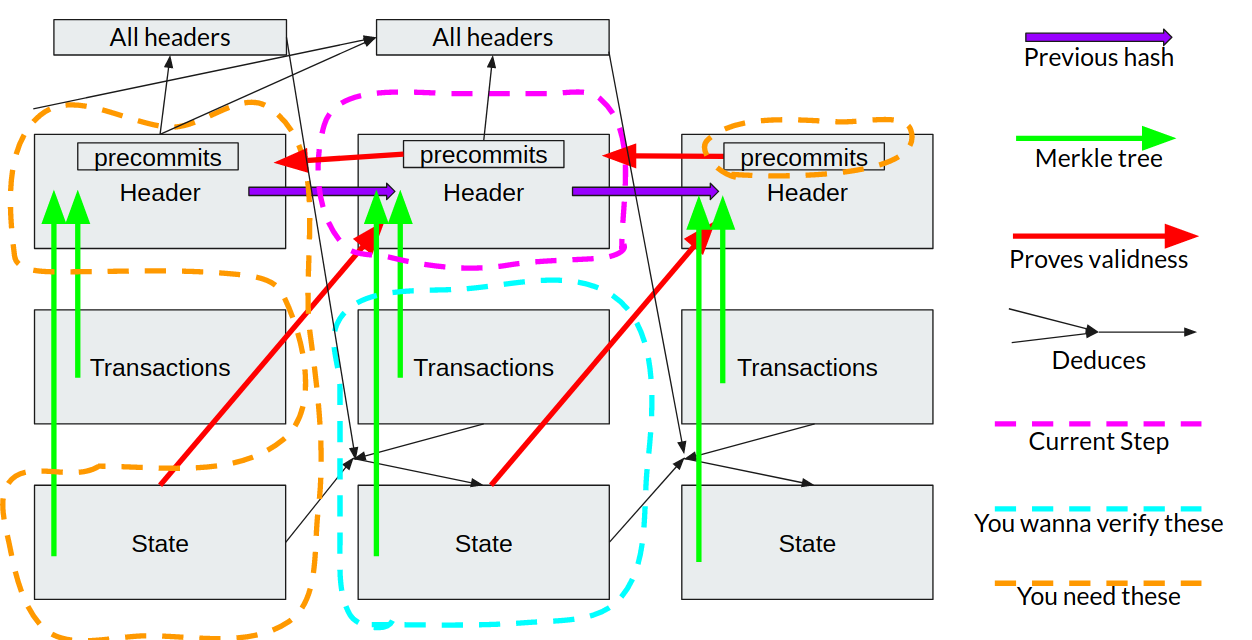 All headers
All headers
Previous hash
precommits
precommits
precommits
Merkle tree
Header
Header
Header
Proves validness
Transactions
Transactions
Transactions
Deduces
Current Step
You wanna verify these
State
State
State
You need these